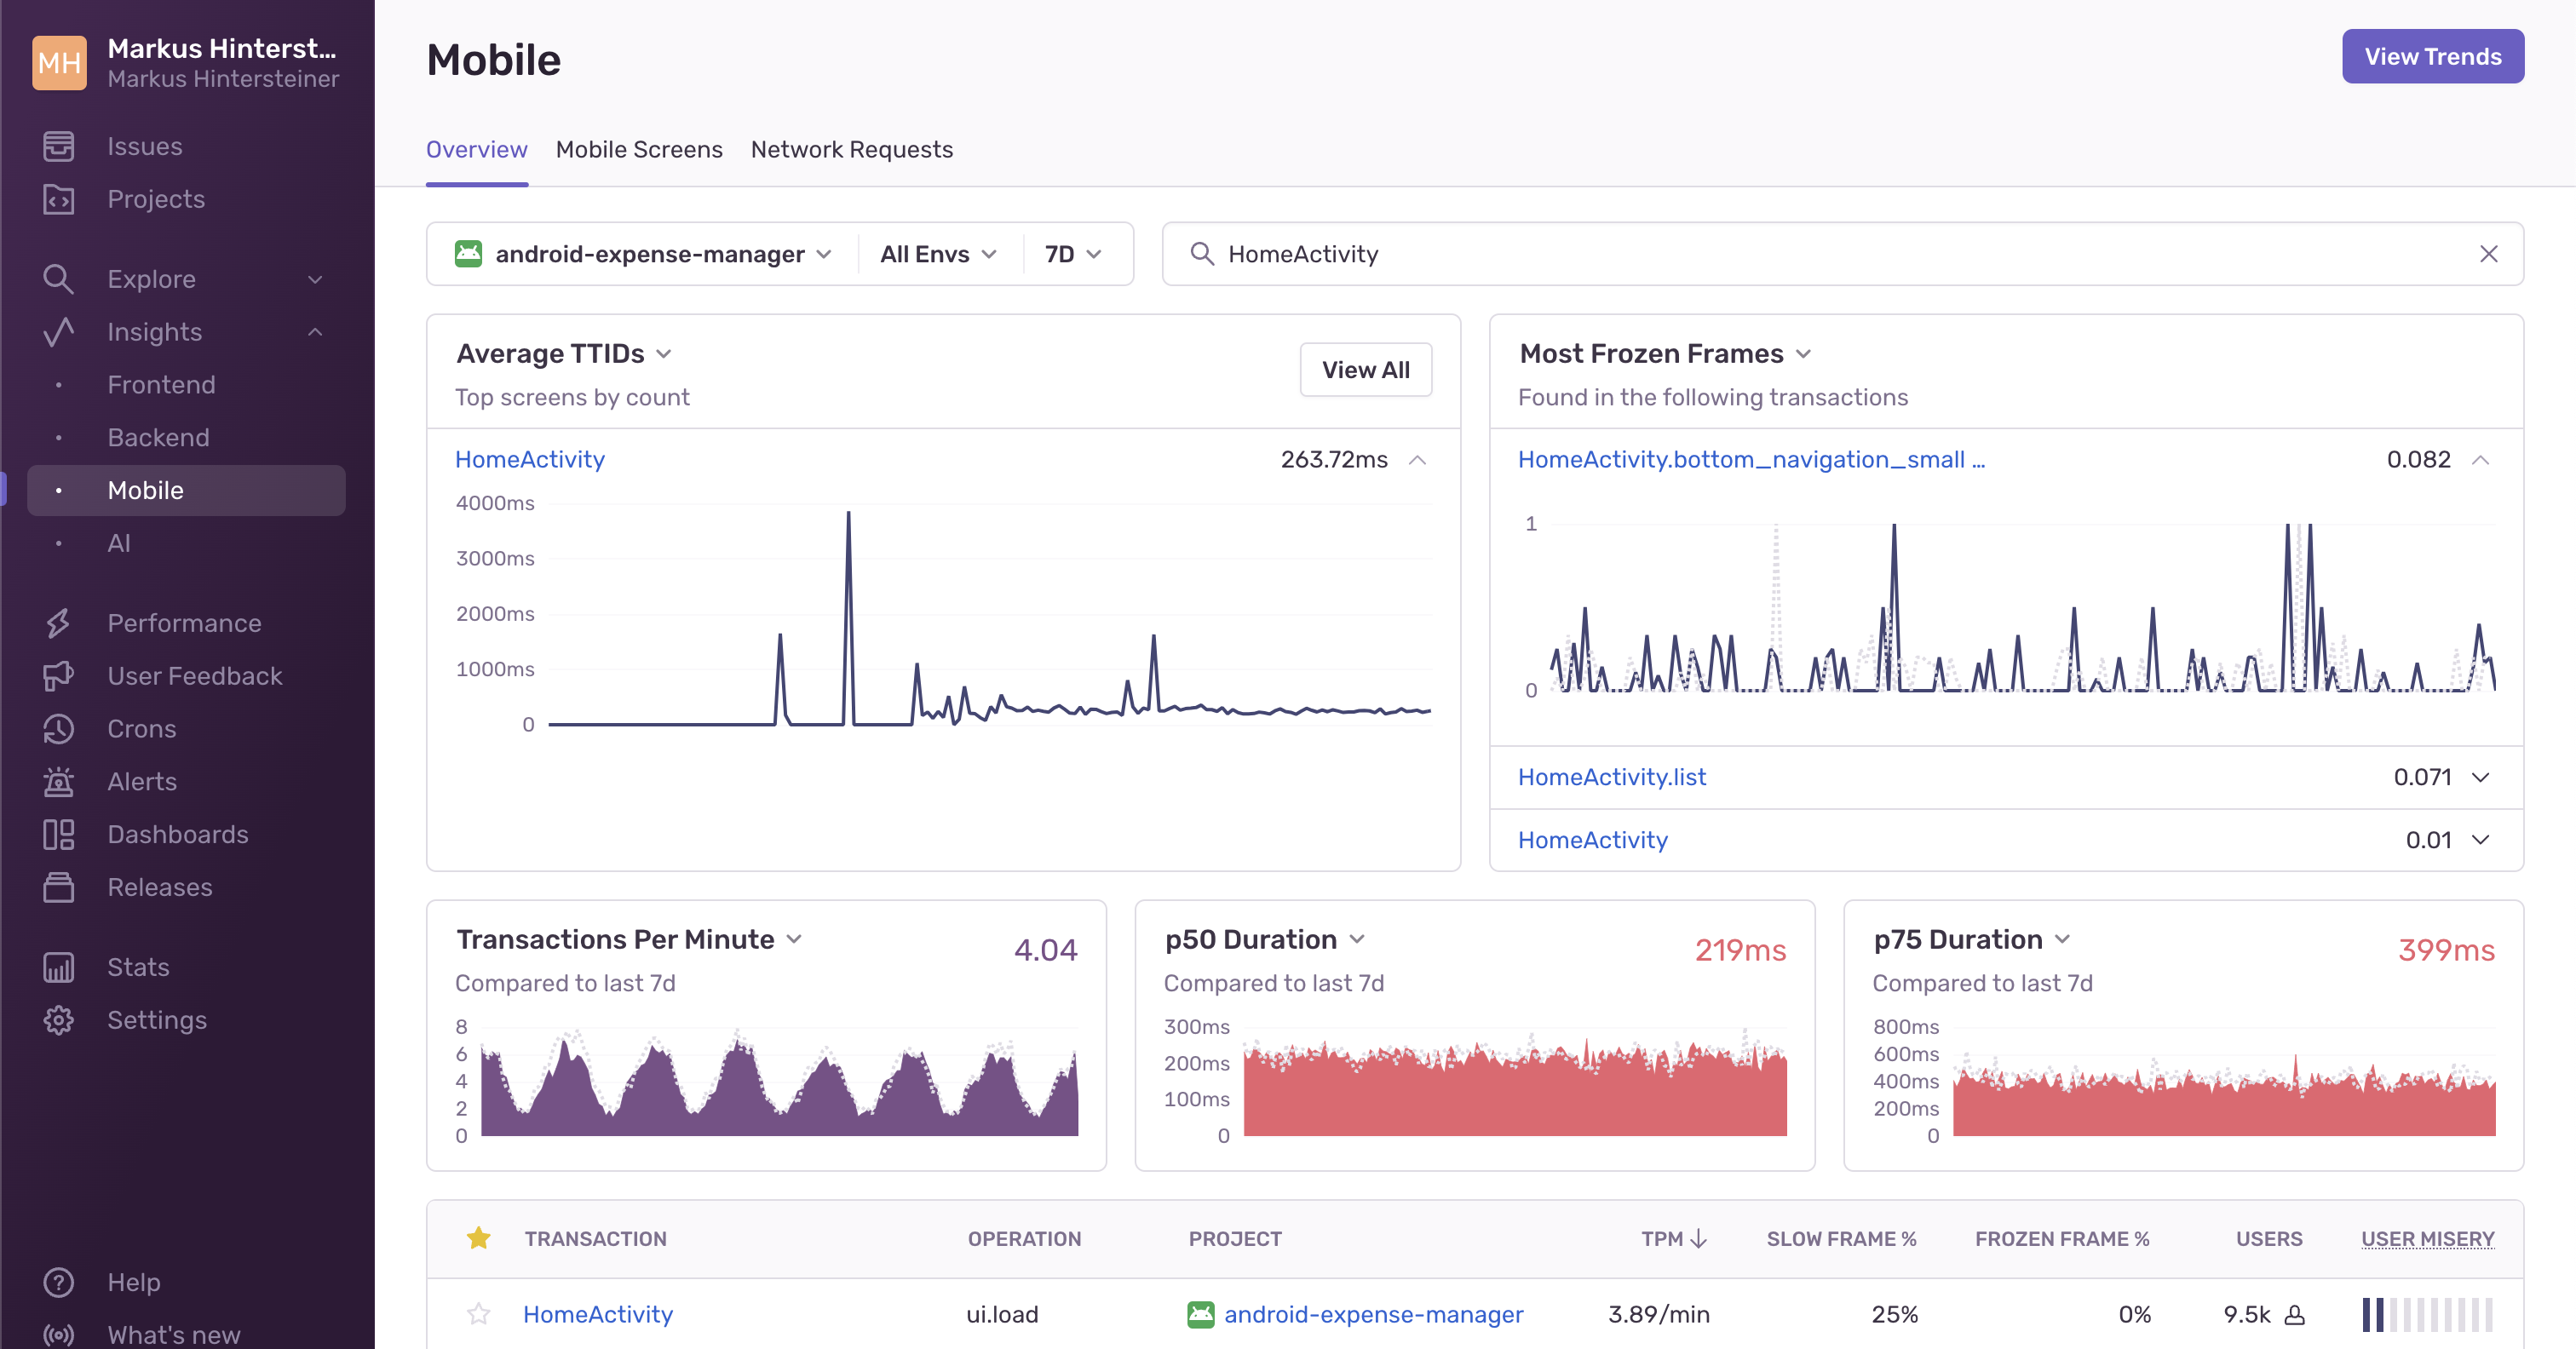 MH
Markus Hinterst...
Markus Hintersteiner
Issues
Projects
Explore
Insights
Frontend
Backend
Mobile
AI
Performance
User Feedback
Crons
Alerts
Dashboards
Releases
Stats
Settings
Help
What's new
Mobile
View Trends
Overview Mobile Screens Network Requests
android-expense-manager All Envs 7D
HomeActivity
Average TTIDs
View All
Top screens by count
HomeActivity 263.72ms
4000ms
3000ms
2000ms
1000ms
0
Most Frozen Frames
Found in the following transactions
HomeActivity.bottom_navigation_small ... 0.082
1
0
HomeActivity.list 0.071
HomeActivity 0.01
Transactions Per Minute 4.04
Compared to last 7d
8
6
4
2
0
p50 Duration 219ms
Compared to last 7d
300ms
200ms
100ms
0
p75 Duration 399ms
Compared to last 7d
800ms
600ms
400ms
200ms
0
TRANSACTION OPERATION PROJECT TPM SLOW FRAME % FROZEN FRAME % USERS USER MISERY
HomeActivity ui.load android-expense-manager 3.89/min 25% 0% 9.5k